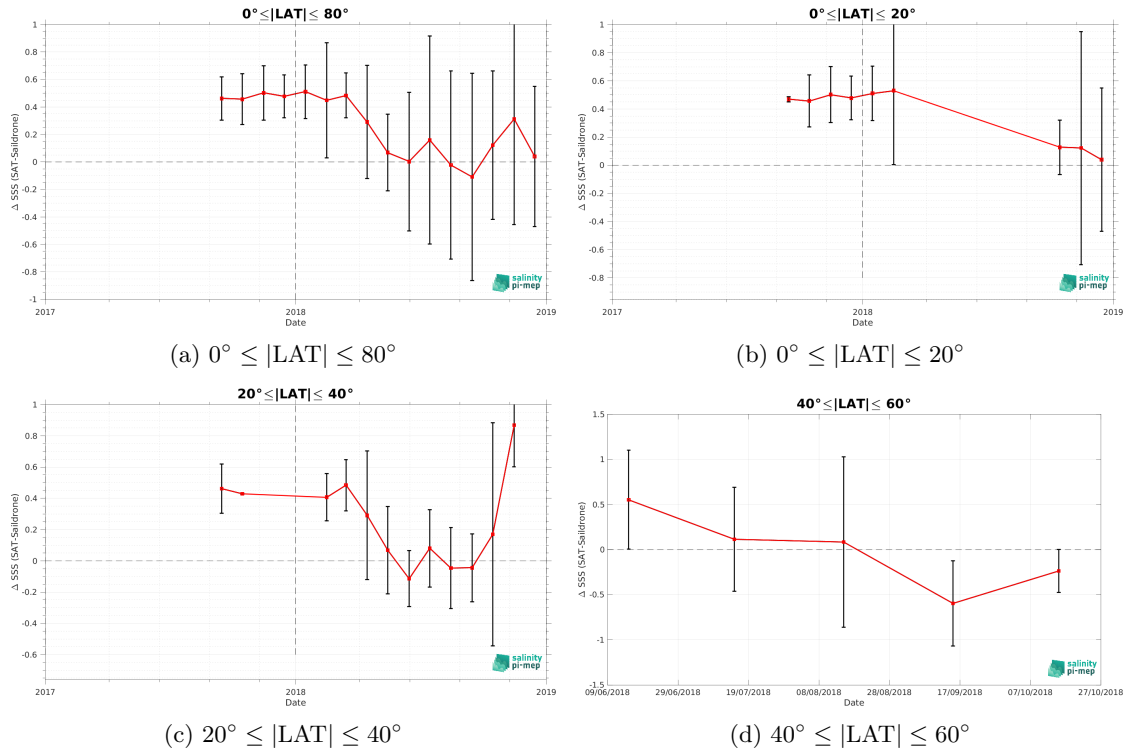 0°≤|LAT|≤ 80°
1
0.8
0.6
0.4
0.2
0
-0.2
-0.4
-0.6
-0.8
-1
Δ SSS (SAT-Saildrone)
2017
2018
2019
Date
salinity
pi-mep
(a) 0° ≤ |LAT| ≤ 80°
0°≤|LAT|≤ 20°
1
0.8
0.6
0.4
0.2
0
-0.2
-0.4
-0.6
-0.8
Δ SSS (SAT-Saildrone)
2017
2018
2019
Date
salinity
pi-mep
(b) 0° ≤ |LAT| ≤ 20°
20°≤|LAT|≤ 40°
1
0.8
0.6
0.4
0.2
0
-0.2
-0.4
-0.6
Δ SSS (SAT-Saildrone)
2017
2018
2019
Date
salinity
pi-mep
(c) 20° ≤ |LAT| ≤ 40°
40°≤|LAT|≤ 60°
1.5
1
0.5
0
-0.5
-1
-1.5
Δ SSS (SAT-Saildrone)
09/06/2018
29/06/2018
19/07/2018
08/08/2018
28/08/2018
17/09/2018
07/10/2018
27/10/2018
Date
salinity
pi-mep
(d) 40° ≤ |LAT| ≤ 60°